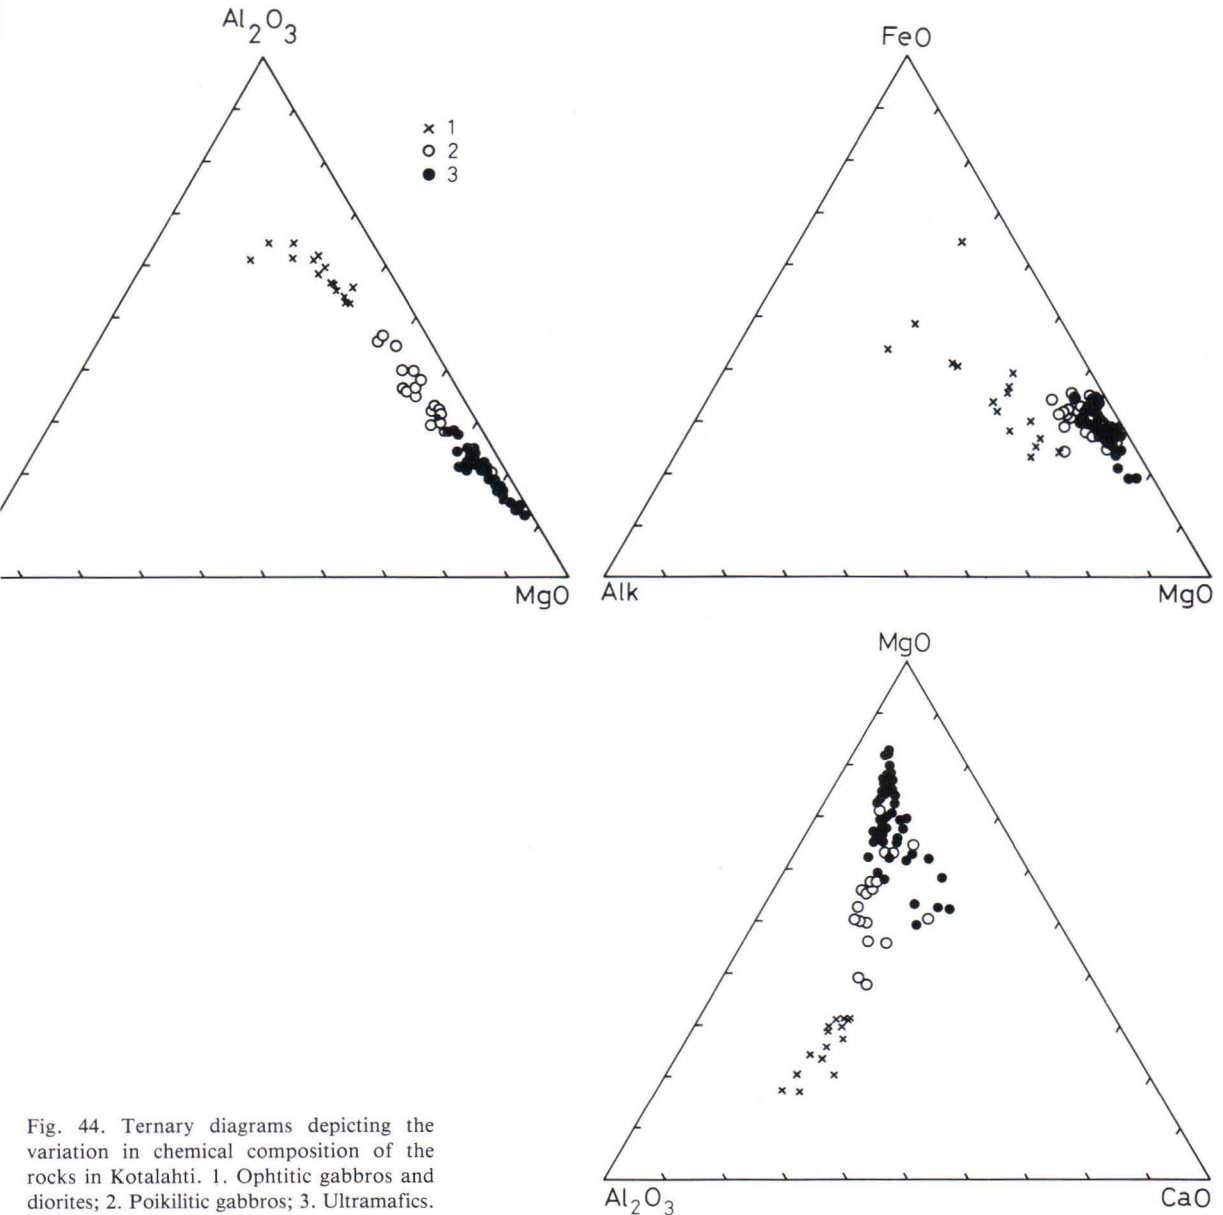 Al₂O₃
FeO
1
2
3
MgO
Alk
MgO
MgO
Al₂O₃
CaO
Fig. 44. Ternary diagrams depicting the
variation in chemical composition of the
rocks in Kotalahti. 1. Ophtitic gabbros and
diorites; 2. Poikilitic gabbros; 3. Ultramafics.